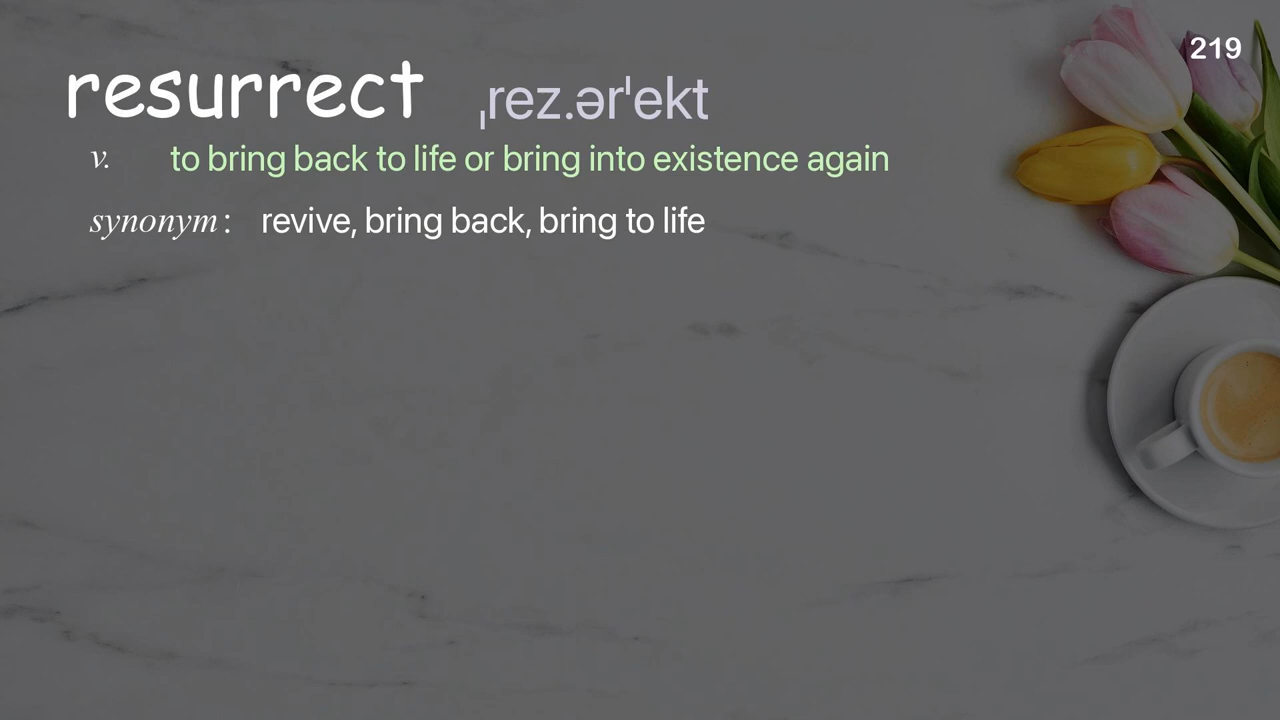 219
resurrect ˌrez.ərˈekt
v. to bring back to life or bring into existence again
synonym : revive, bring back, bring to life